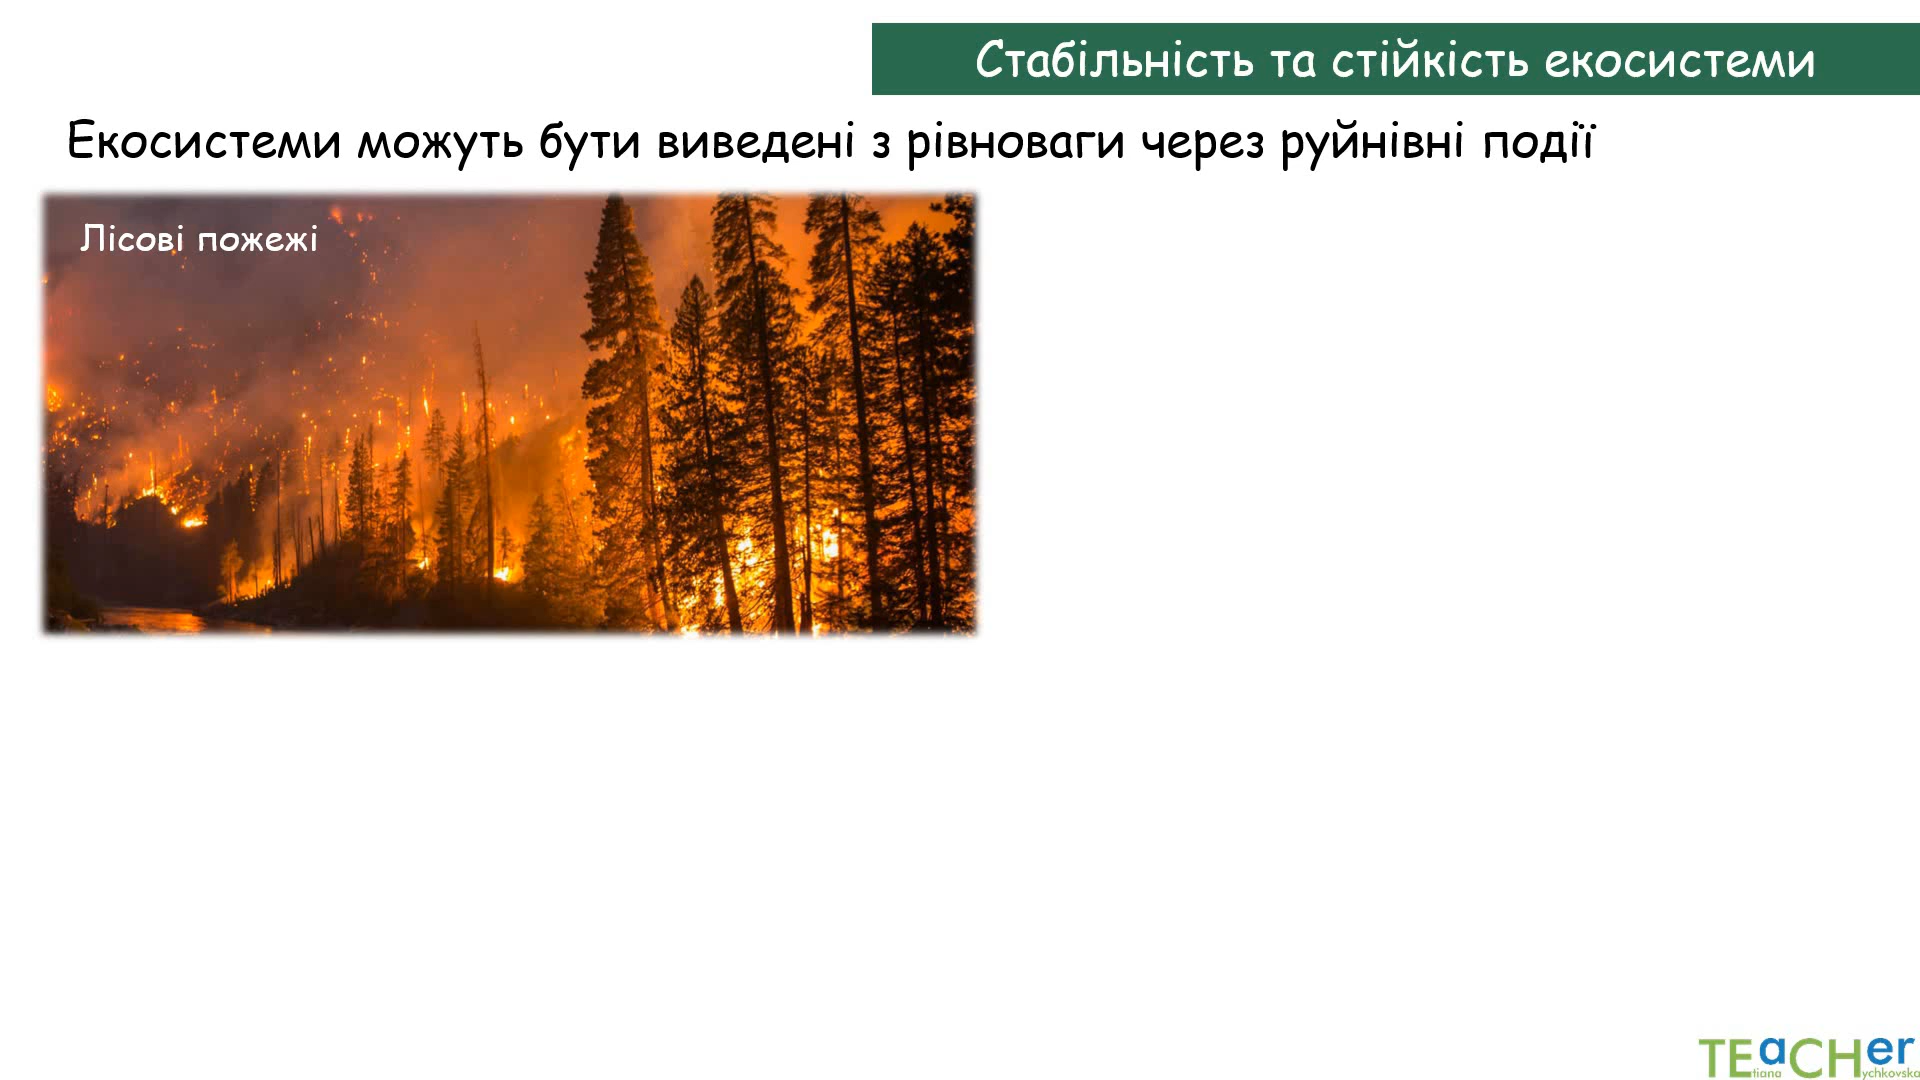 Стабільність та стійкість екосистеми
Екосистеми можуть бути виведені з рівноваги через руйнівні події
Лісові пожежі
TEaCHer
tiana ychkovska